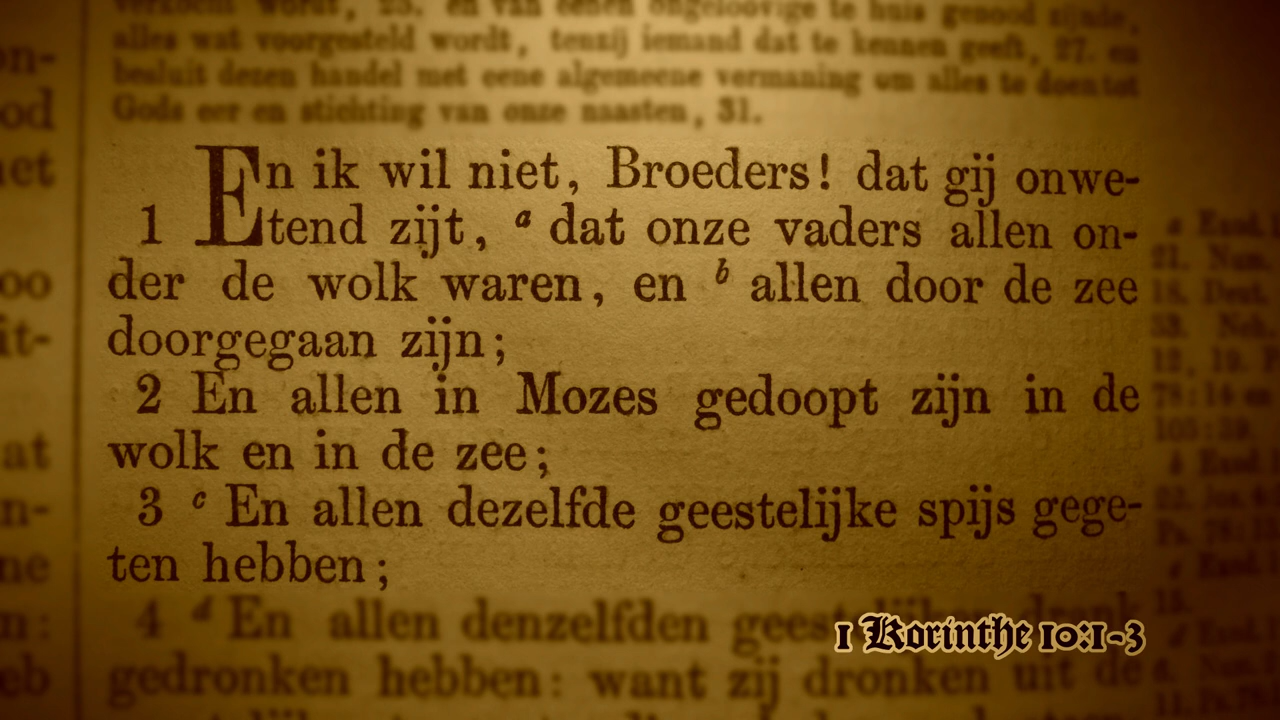 verkocht wordt, 25. en van eenen ongeloovige te huis genood zijnde,
alles wat voorgesteld wordt, tenzij iemand dat te kennen geeft, 27. en
besluit dezen handel met eene algemeene vermaning om alles te doen tot
Gods eer en stichting van onze naasten, 31.
En ik wil niet, Broeders! dat gij onwe-
1 tend zijt, a dat onze vaders allen on-
der de wolk waren, en b allen door de zee
doorgegaan zijn;
2 En allen in Mozes gedoopt zijn in de
wolk en in de zee;
3 c En allen dezelfde geestelijke spijs gege-
ten hebben;
4 d En allen denzelfden geestelijken drank
gedronken hebben: want zij dronken uit de
1 Korinthe 10:1-3